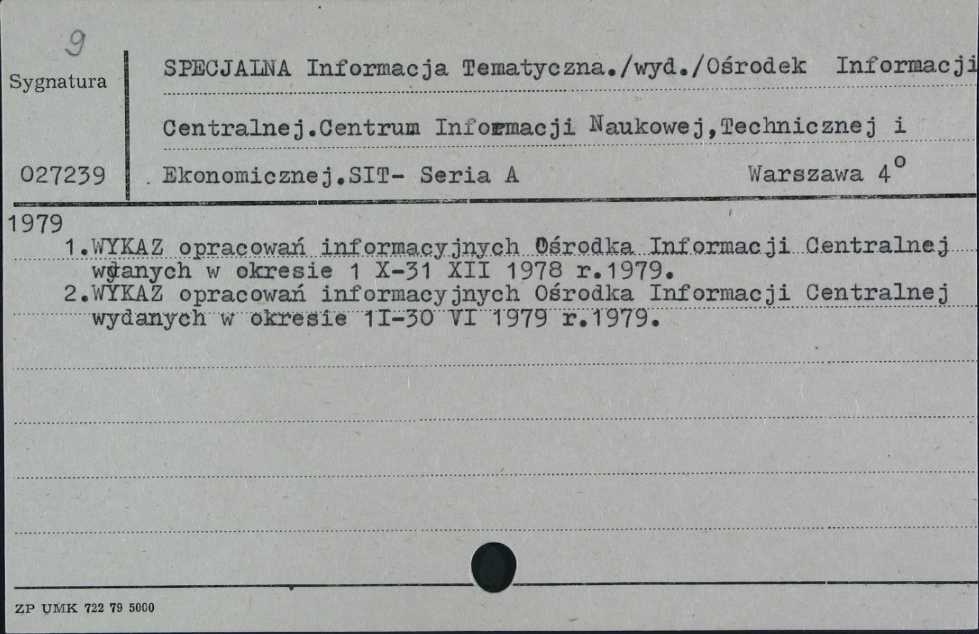 9
Sygnatura
SPECJALNA Informacja Tematyczna./wyd./Ośrodek Informacji
Centralnej.Centrum Informacji Naukowej,Technicznej i
027239
Ekonomicznej.SIT- Seria A Warszawa 4°
1979
1.WYKAZ opracowań informacyjnych Ośrodka Informacji Centralnej
wdanych w okresie 1 X-31 XII 1978 r.1979.
2.WYKAZ opracowań informacyjnych Ośrodka Informacji Centralnej
wydanych w okresie 1I-30 VI 1979 r.1979.
ZP UMK 722 79 5000